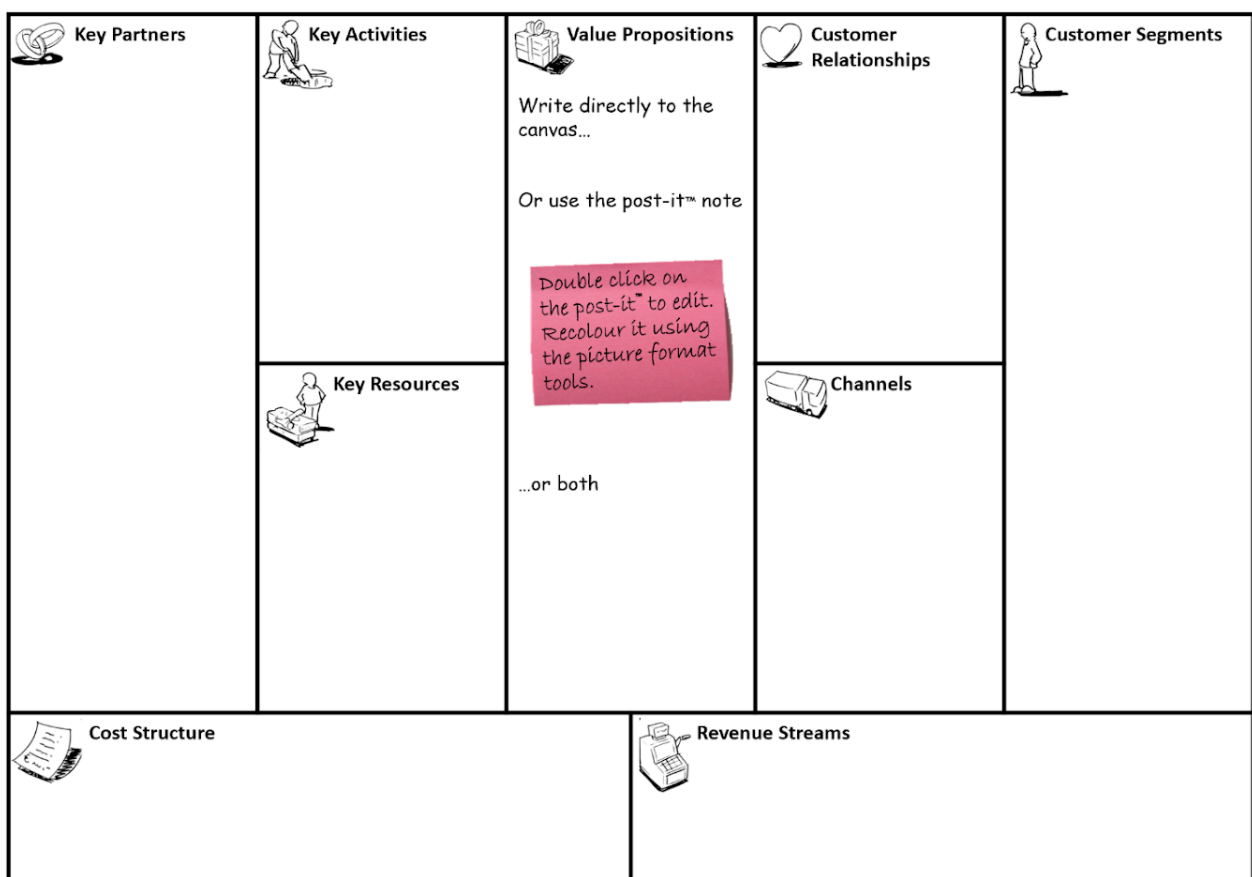 Key Partners
Key Activities
Value Propositions
Customer
Relationships
Customer Segments
Write directly to the
canvas…
Or use the post-it™ note
Double click on
the post-it™ to edit.
Recolour it using
the picture format
tools.
Key Resources
Channels
…or both
Cost Structure
Revenue Streams